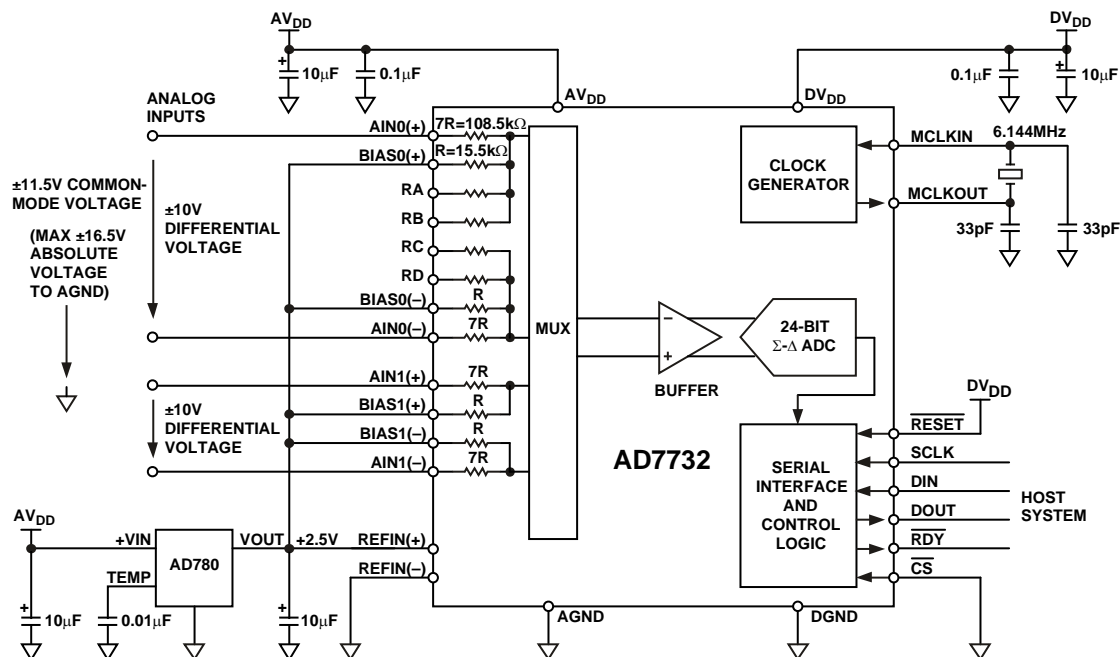 AVDD
10μF
0.1μF
DVDD
0.1μF
10μF
ANALOG
INPUTS
AVDD
DVDD
AIN0(+)
7R=108.5kΩ
BIAS0(+)
R=15.5kΩ
RA
RB
RC
RD
BIAS0(–)
R
AIN0(–)
7R
±11.5V COMMON-
MODE VOLTAGE
(MAX ±16.5V
ABSOLUTE
VOLTAGE
TO AGND)
±10V
DIFFERENTIAL
VOLTAGE
MUX
CLOCK
GENERATOR
MCLKIN
6.144MHz
MCLKOUT
33pF
33pF
BUFFER
24-BIT
Σ-Δ ADC
–
+
AIN1(+)
7R
BIAS1(+)
R
BIAS1(–)
R
AIN1(–)
7R
±10V
DIFFERENTIAL
VOLTAGE
AD7732
SERIAL
INTERFACE
AND
CONTROL
LOGIC
DVDD
RESET
SCLK
DIN
DOUT
RDY
CS
HOST
SYSTEM
AVDD
+VIN
AD780
VOUT
+2.5V
TEMP
REFIN(+)
REFIN(–)
10μF
0.01μF
10μF
AGND
DGND